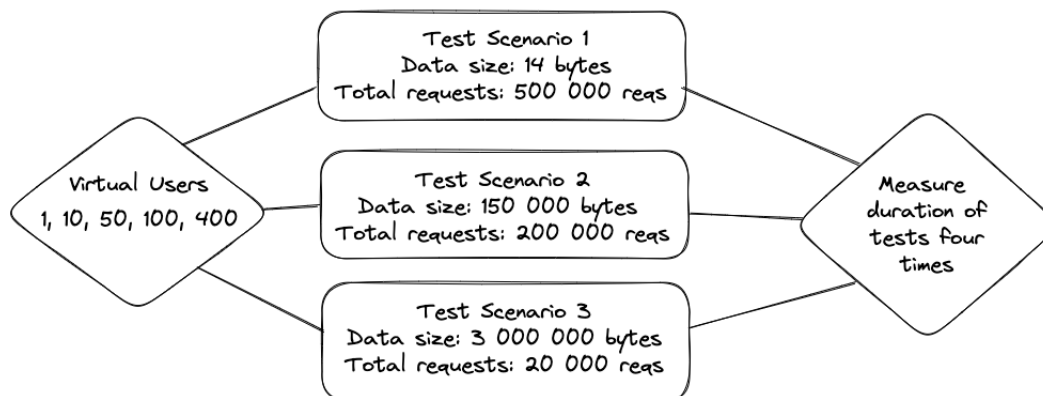 Test Scenario 1
Data size: 14 bytes
Total requests: 500 000 reqs
Virtual Users
1, 10, 50, 100, 400
Test Scenario 2
Data size: 150 000 bytes
Total requests: 200 000 reqs
Measure
duration of
tests four
times
Test Scenario 3
Data size: 3 000 000 bytes
Total requests: 20 000 reqs